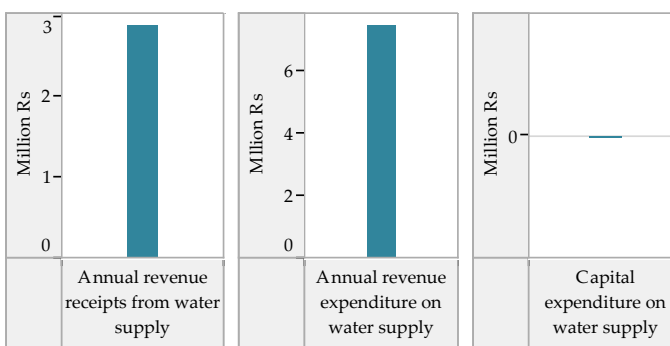 Million Rs
3
2
1
0
Annual revenue
receipts from water
supply
Million Rs
6
4
2
0
Annual revenue
expenditure on
water supply
Million Rs
0
Capital
expenditure on
water supply